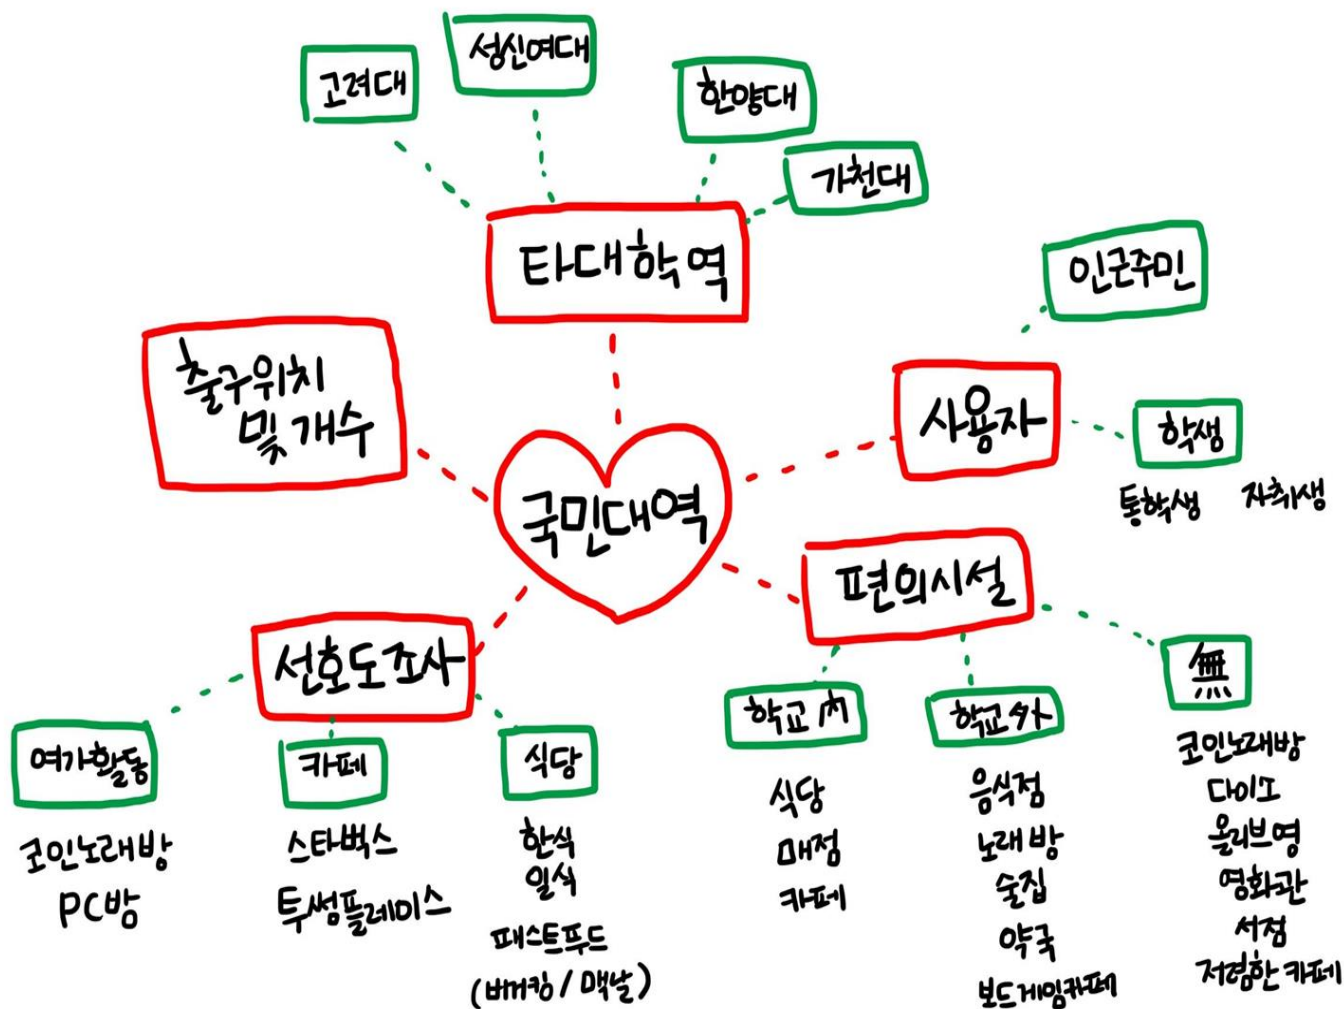 고려대
성신여대
한양대
가천대
타대학역
인근주민
출구위치
및 개수
사용자
학생
통학생 자취생
국민대역
편의시설
선호도조사
여가활동
코인노래방
PC방
카페
스타벅스
투썸플레이스
식당
한식
일식
패스트푸드
(버거킹 / 맥날)
학교 内
식당
매점
카페
학교 外
음식점
노래방
술집
약국
보드게임카페
無
코인노래방
다이소
올리브영
영화관
서점
저렴한 카페